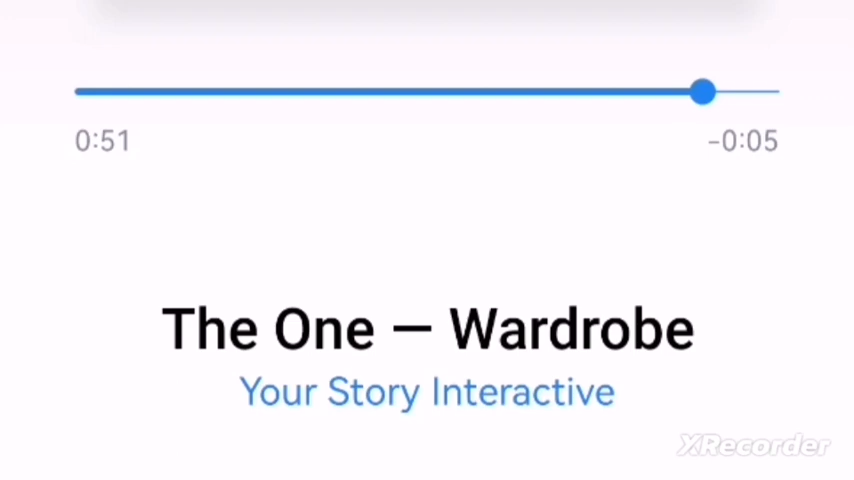 0:51
-0:05
The One — Wardrobe
Your Story Interactive
XRecorder